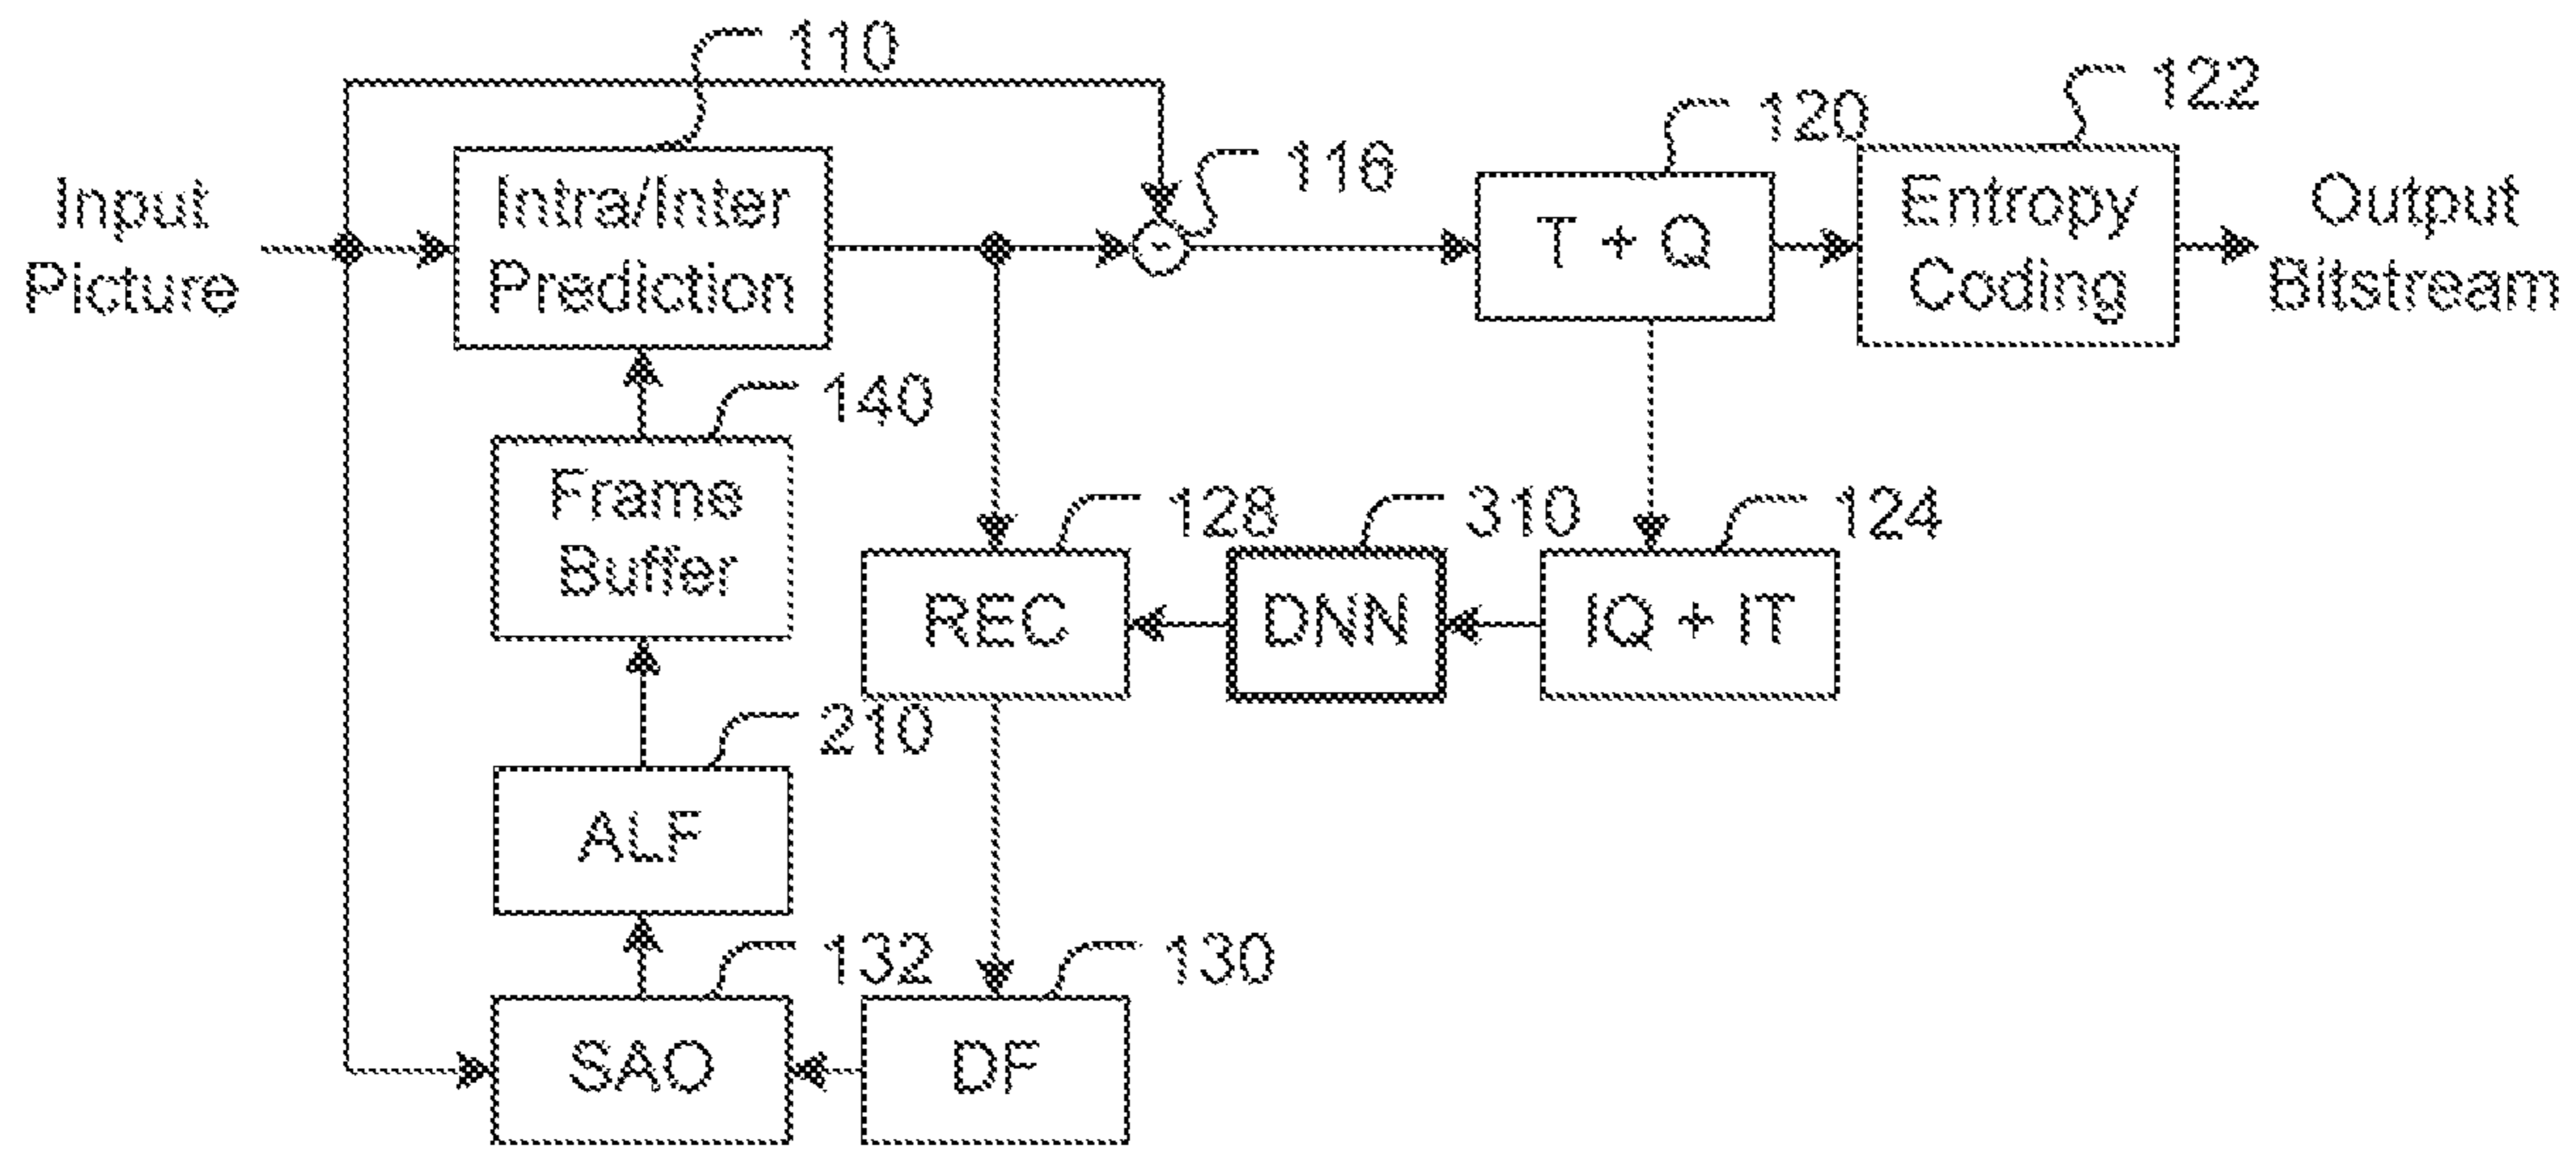 110
122
120
116
Input
Picture
Intra/Inter
Prediction
T + Q
Entropy
Coding
Output
Bitstream
140
Frame
Buffer
128
310
124
REC
DNN
IQ + IT
210
ALF
132
130
SAO
DF